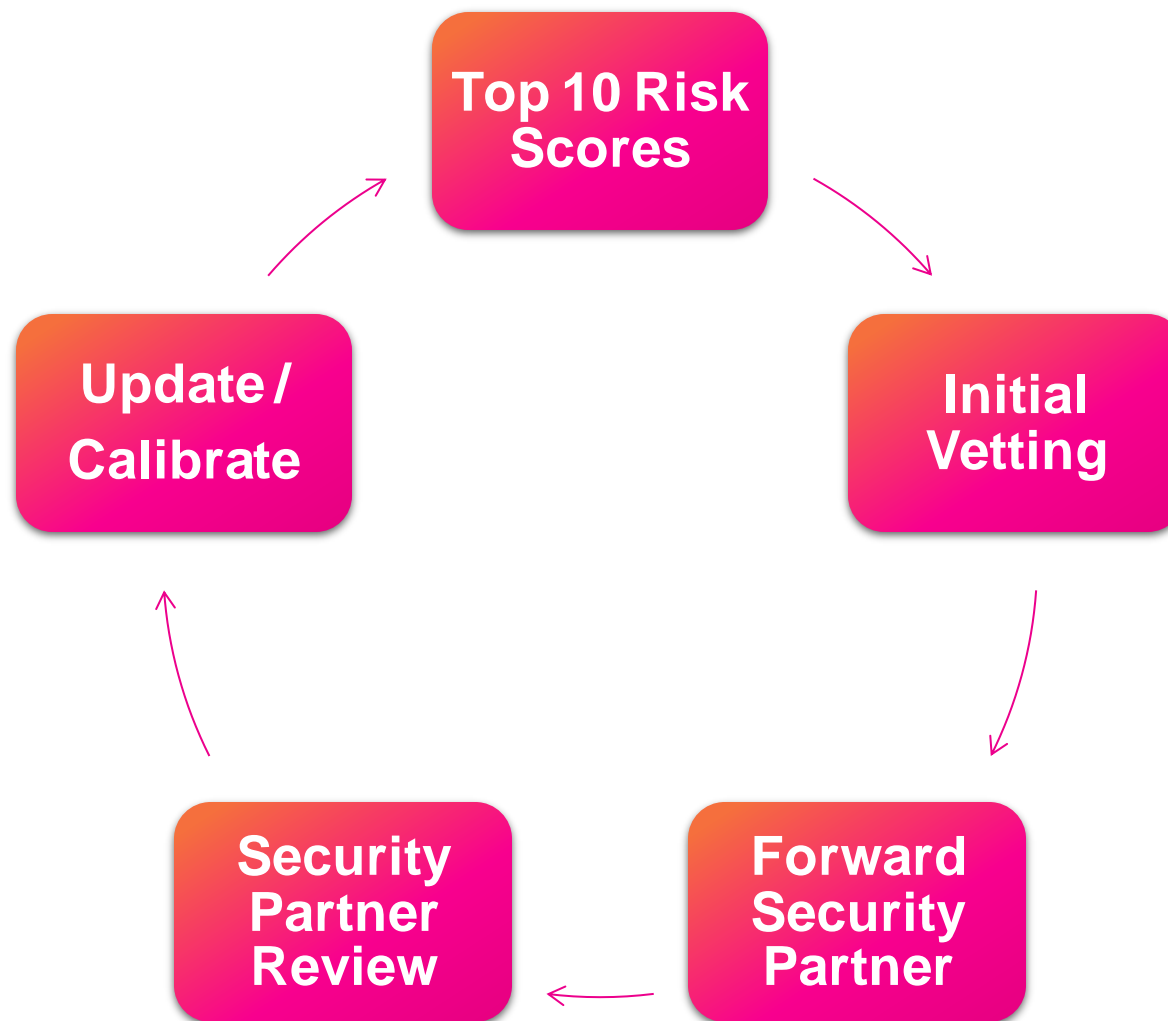 Top 10 Risk
Scores
Initial
Vetting
Forward
Security
Partner
Security
Partner
Review
Update /
Calibrate